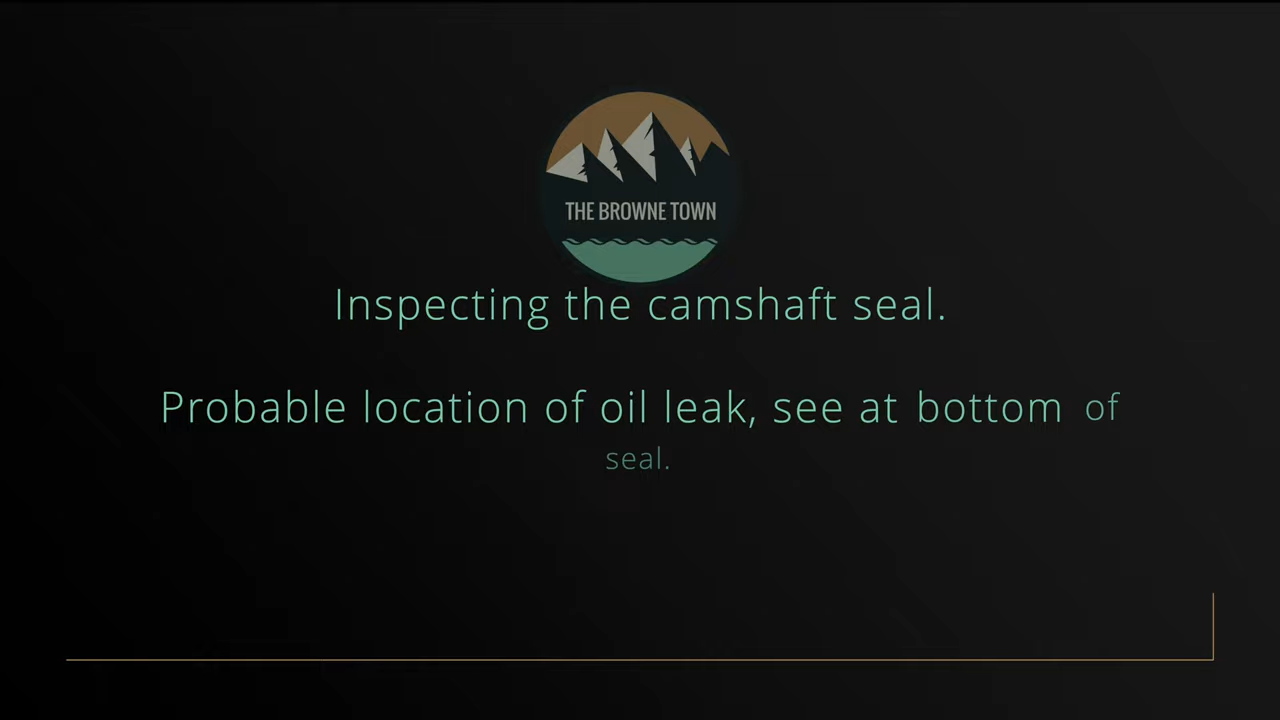 THE BROWNE TOWN
Inspecting the camshaft seal.
Probable location of oil leak, see at bottom of
seal.